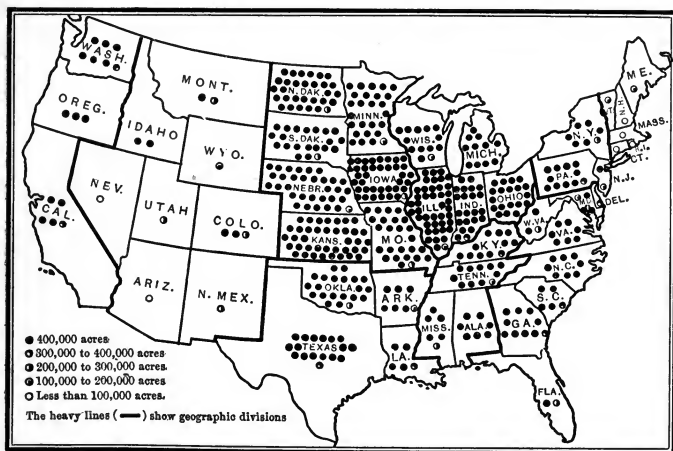 WASH.
MONT.
N. DAK.
MINN.
ME.
OREG.
IDAHO
S. DAK.
WIS.
MICH.
N.Y.
VT.
N.H.
MASS.
R.I.
CT.
WYO.
NEBR.
IOWA
PA.
N.J.
NEV.
UTAH
COLO.
ILL.
IND.
OHIO
MD.
DEL.
W.VA.
CAL.
KANS.
MO.
KY.
VA.
ARIZ.
N. MEX.
OKLA.
ARK.
TENN.
N.C.
S.C.
TEXAS
LA.
MISS.
ALA.
GA.
FLA.
400,000 acres
300,000 to 400,000 acres
200,000 to 300,000 acres.
100,000 to 200,000 acres
Less than 100,000 acres.
The heavy lines ( — ) show geographic divisions